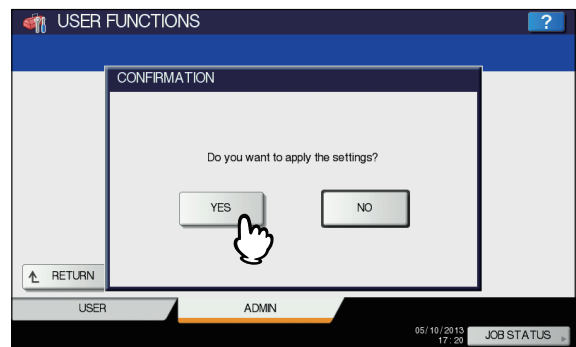 USER FUNCTIONS
?
CONFIRMATION
Do you want to apply the settings?
YES
NO
RETURN
USER
ADMIN
05/10/2013
17:20
JOB STATUS